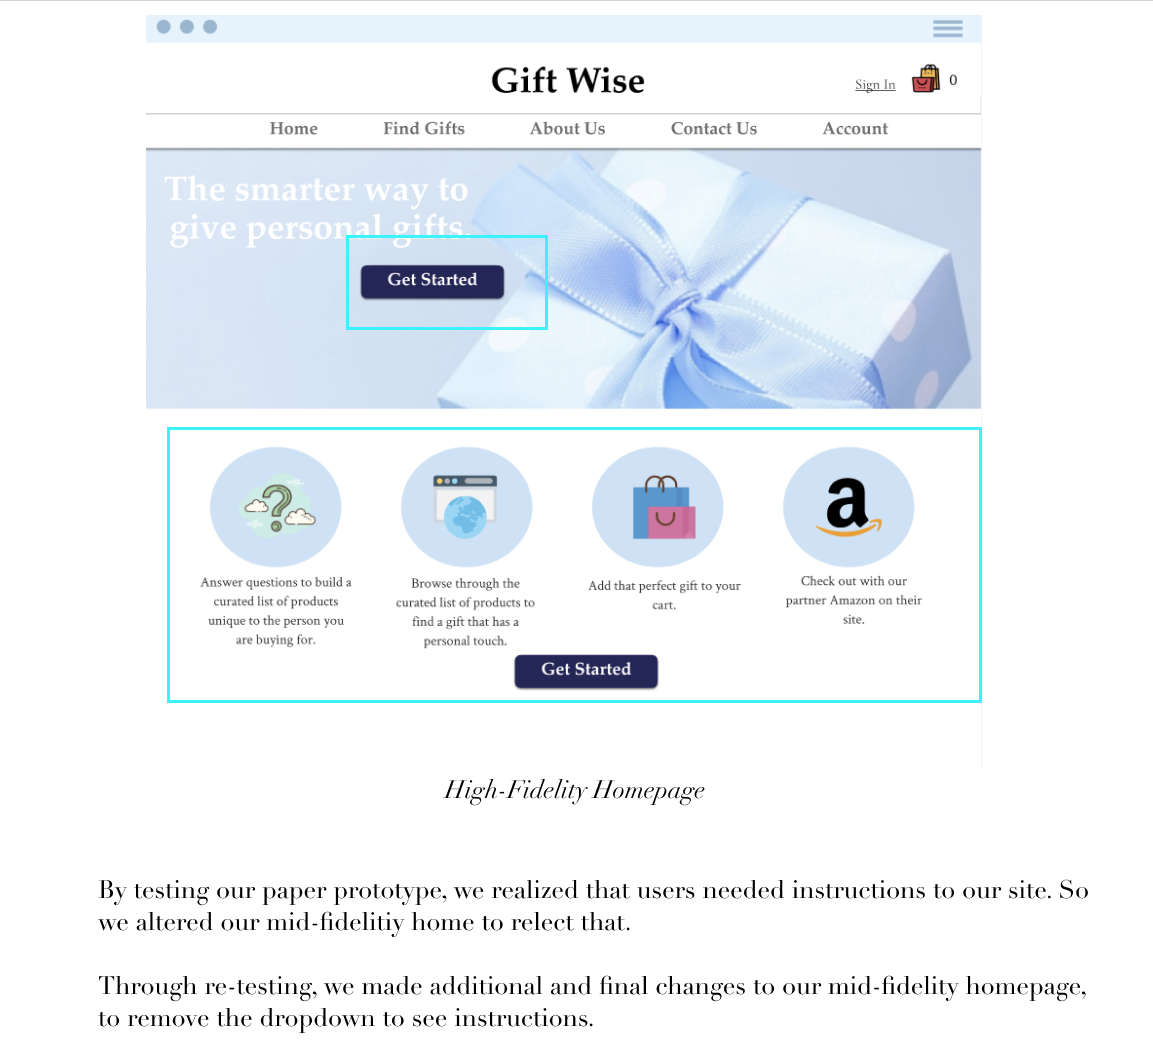 Gift Wise
Sign In
0
Home Find Gifts About Us Contact Us Account
The smarter way to
give personal gifts.
Get Started
a
Answer questions to build a
curated list of products
unique to the person you
are buying for.
Browse through the
curated list of products to
find a gift that has a
personal touch.
Add that perfect gift to your
cart.
Check out with our
partner Amazon on their
site.
Get Started
High-Fidelity Homepage
By testing our paper prototype, we realized that users needed instructions to our site. So
we altered our mid-fidelitiy home to relect that.
Through re-testing, we made additional and final changes to our mid-fidelity homepage,
to remove the dropdown to see instructions.